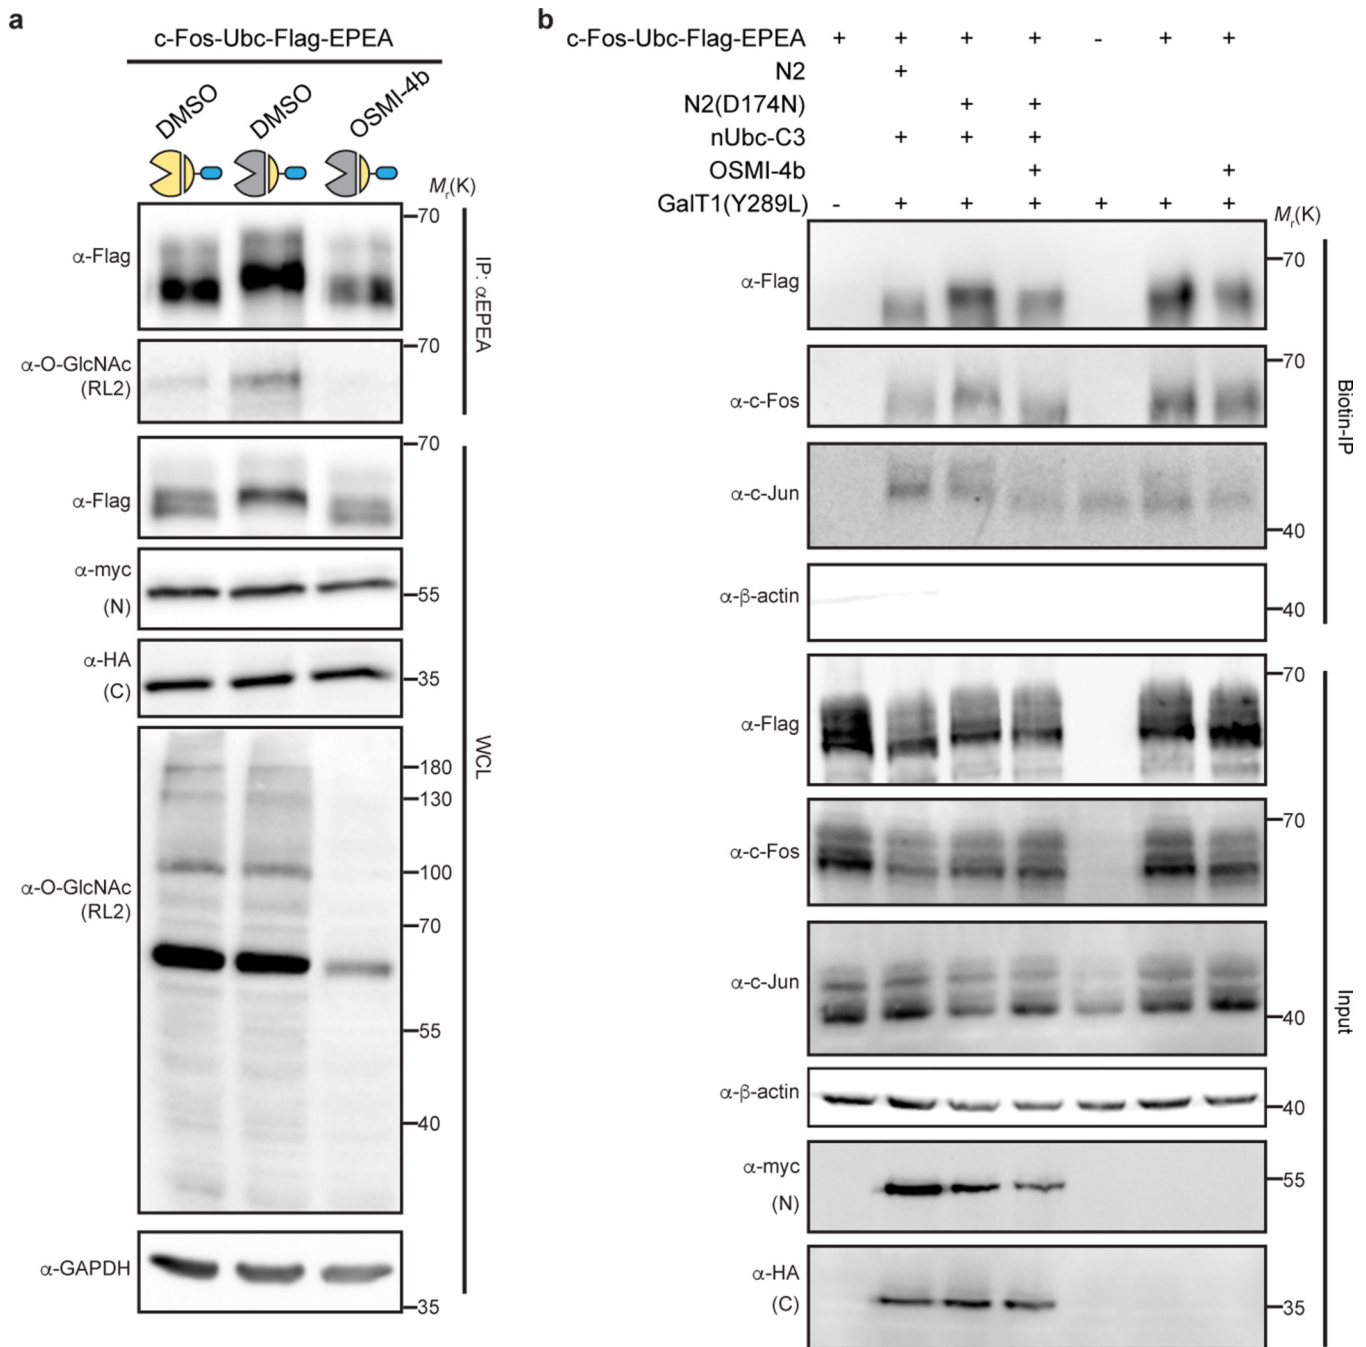 a
c-Fos-Ubc-Flag-EPEA
DMSO
DMSO
OSMI-4b
Mr(K)
α-Flag
70
α-O-GlcNAc
(RL2)
70
IP: αEPEA
α-Flag
70
α-myc
(N)
55
α-HA
(C)
35
α-O-GlcNAc
(RL2)
180
130
100
70
55
40
α-GAPDH
35
WCL
b
c-Fos-Ubc-Flag-EPEA + + + + - + +
N2 +
N2(D174N) + +
nUbc-C3 + + +
OSMI-4b + +
GalT1(Y289L) - + + + + + +
Mr(K)
α-Flag
70
α-c-Fos
70
α-c-Jun
40
α-β-actin
40
Biotin-IP
α-Flag
70
α-c-Fos
70
α-c-Jun
40
α-β-actin
40
α-myc
(N)
55
α-HA
(C)
35
Input